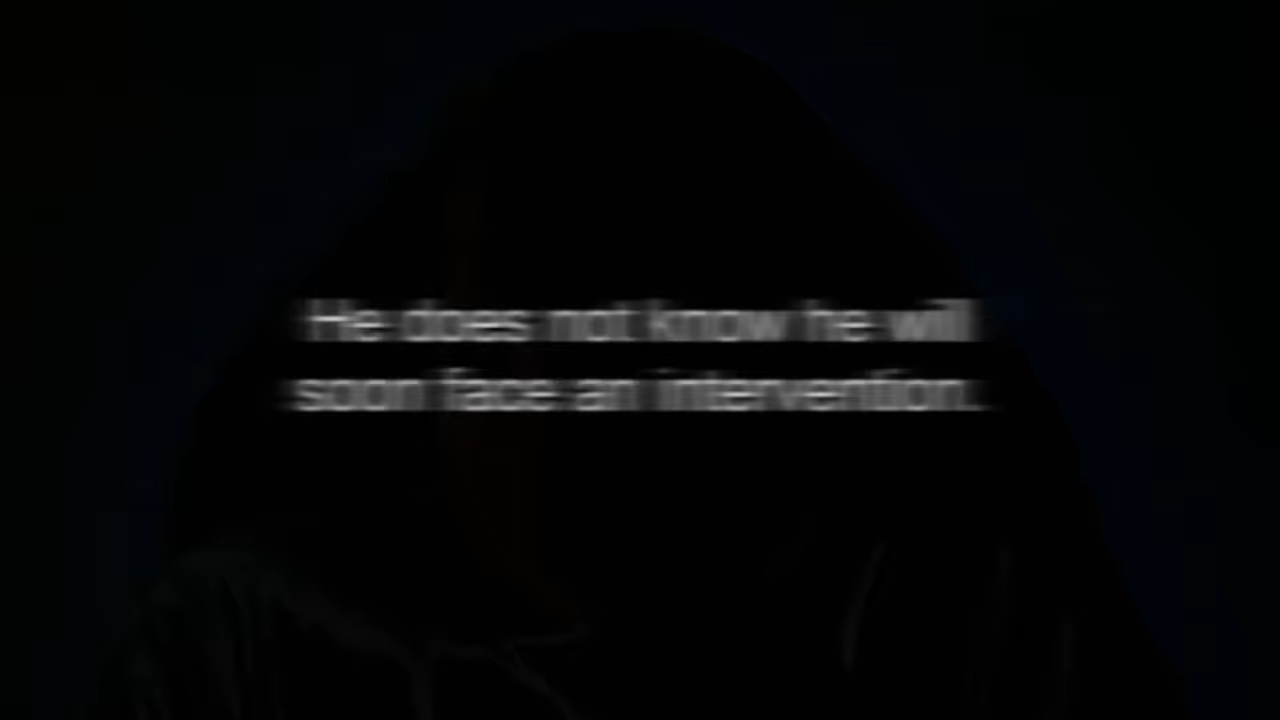 He does not know he will
soon face an intervention.